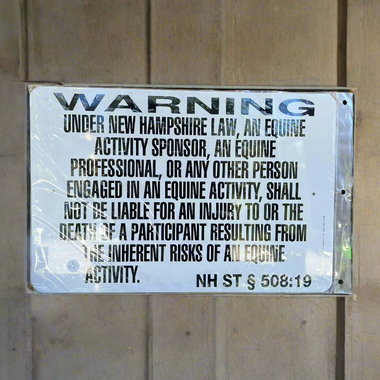 WARNING
UNDER NEW HAMPSHIRE LAW, AN EQUINE
ACTIVITY SPONSOR, AN EQUINE
PROFESSIONAL, OR ANY OTHER PERSON
ENGAGED IN AN EQUINE ACTIVITY, SHALL
NOT BE LIABLE FOR AN INJURY TO OR THE
DEATH OF A PARTICIPANT RESULTING FROM
THE INHERENT RISKS OF AN EQUINE
ACTIVITY.
NH ST § 508:19